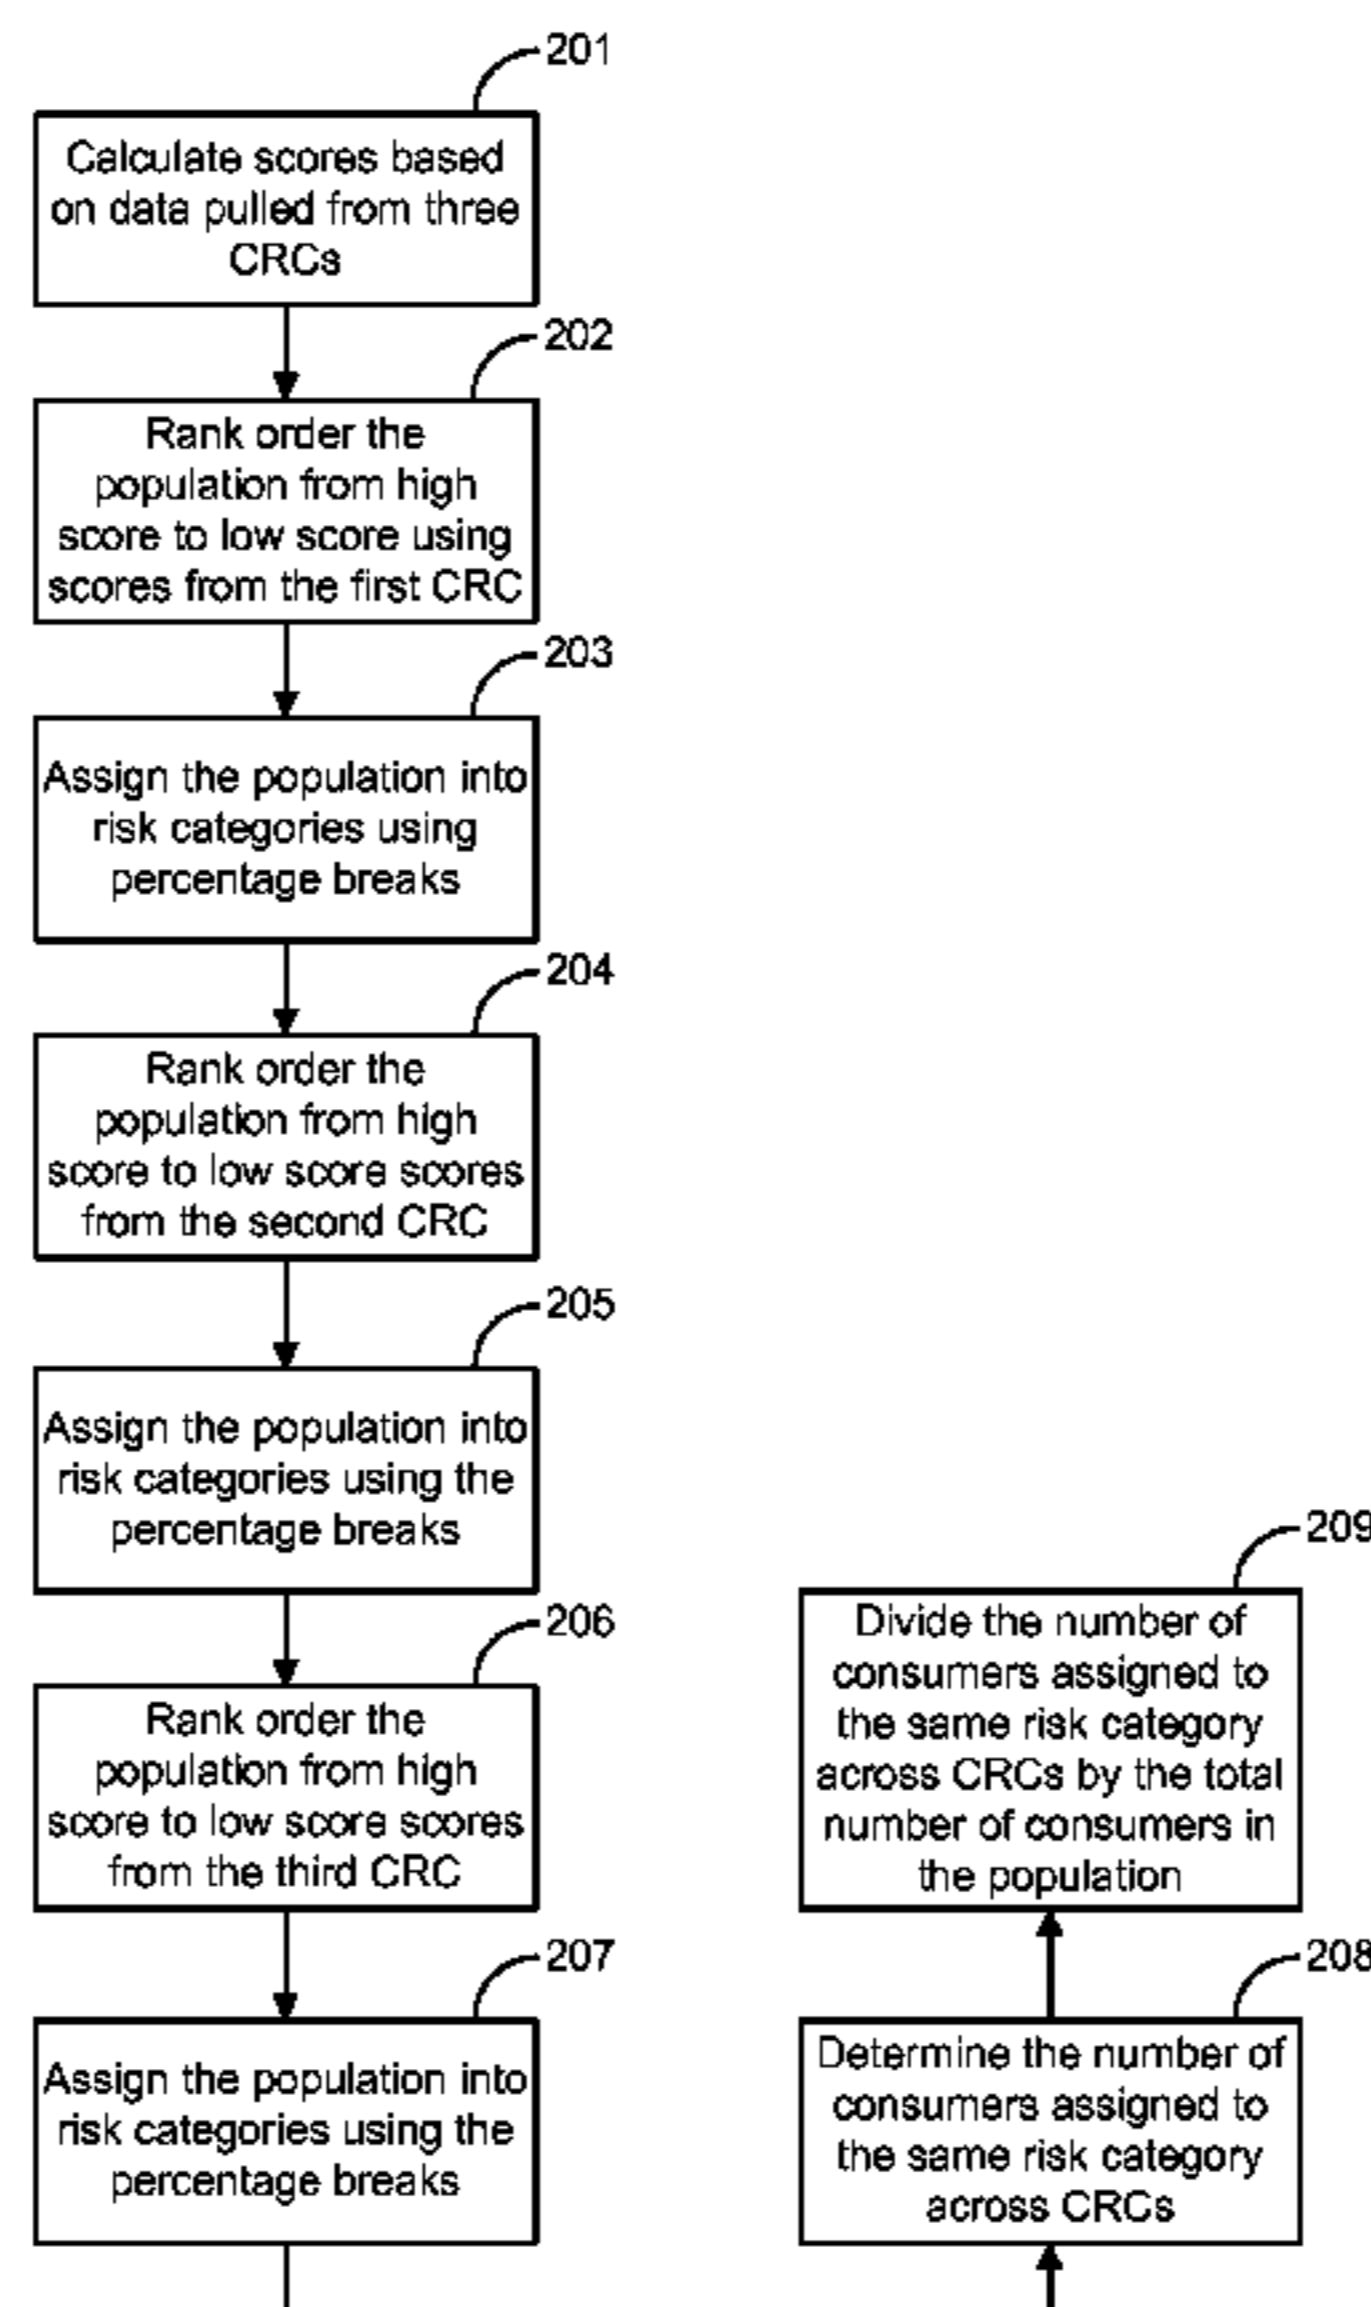 201
Calculate scores based
on data pulled from three
CRCs
202
Rank order the
population from high
score to low score using
scores from the first CRC
203
Assign the population into
risk categories using
percentage breaks
204
Rank order the
population from high
score to low score scores
from the second CRC
205
Assign the population into
risk categories using the
percentage breaks
206
Rank order the
population from high
score to low score scores
from the third CRC
207
Assign the population into
risk categories using the
percentage breaks
208
Determine the number of
consumers assigned to
the same risk category
across CRCs
209
Divide the number of
consumers assigned to
the same risk category
across CRCs by the total
number of consumers in
the population